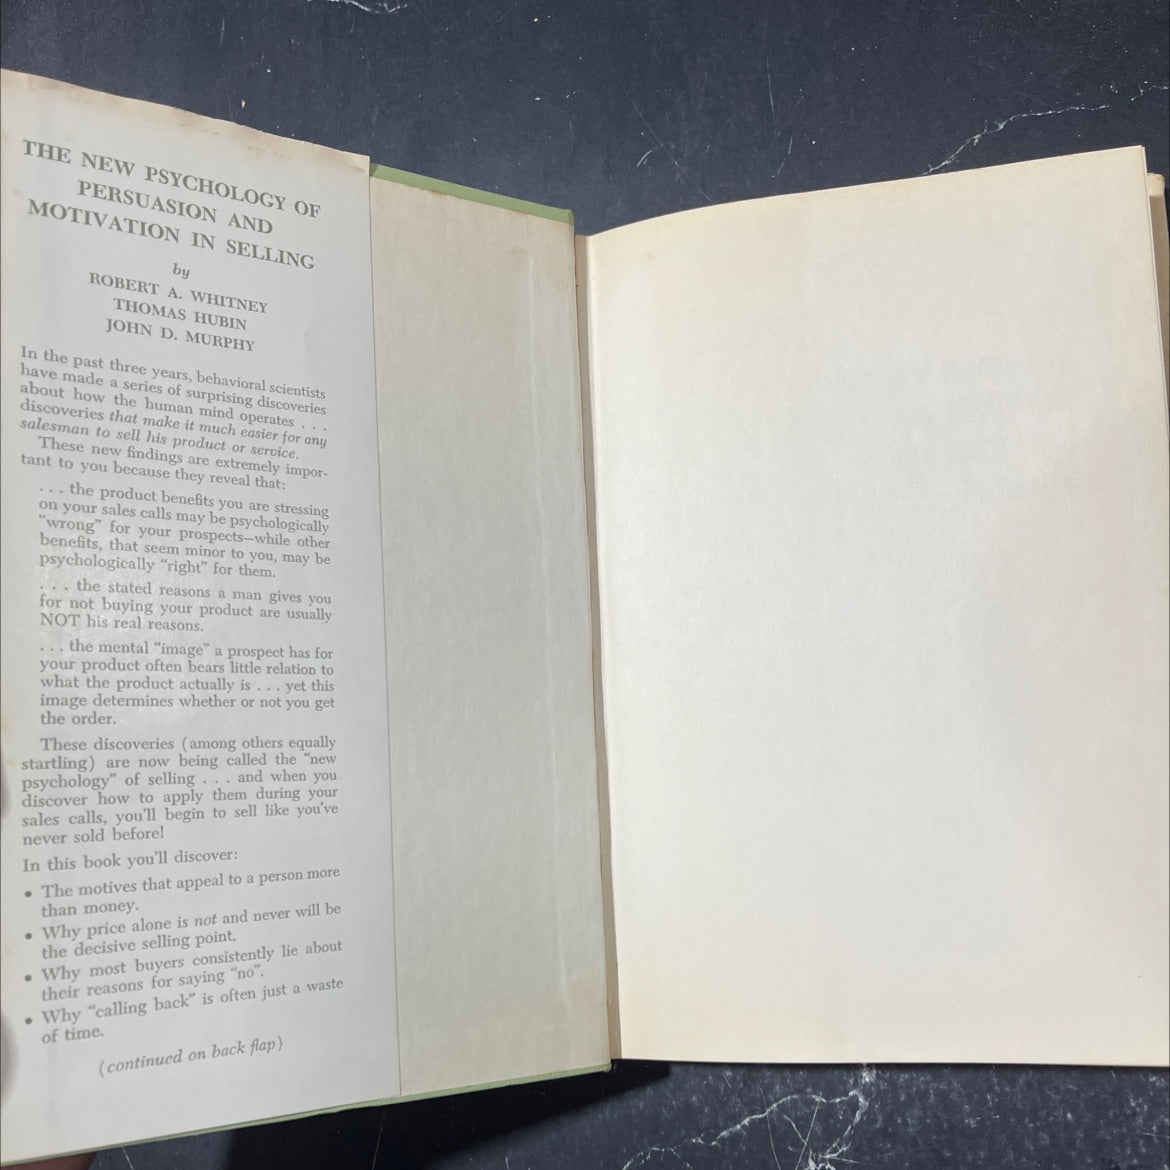 THE NEW PSYCHOLOGY OF
PERSUASION AND
MOTIVATION IN SELLING
by
ROBERT A. WHITNEY
THOMAS HUBIN
JOHN D. MURPHY
In the past three years, behavioral scientists
have made a series of surprising discoveries
about how the human mind operates . . .
discoveries that make it much easier for any
salesman to sell his product or service.
These new findings are extremely impor-
tant to you because they reveal that:
. . . the product benefits you are stressing
on your sales calls may be psychologically
“wrong” for your prospects—while other
benefits, that seem minor to you, may be
psychologically “right” for them.
. . . the stated reasons a man gives you
for not buying your product are usually
NOT his real reasons.
. . . the mental “image” a prospect has for
your product often bears little relation to
what the product actually is . . . yet this
image determines whether or not you get
the order.
These discoveries (among others equally
startling) are now being called the “new
psychology” of selling . . . and when you
discover how to apply them during your
sales calls, you’ll begin to sell like you’ve
never sold before!
In this book you’ll discover:
• The motives that appeal to a person more
than money.
• Why price alone is not and never will be
the decisive selling point.
• Why most buyers consistently lie about
their reasons for saying “no”.
• Why “calling back” is often just a waste
of time.
(continued on back flap)